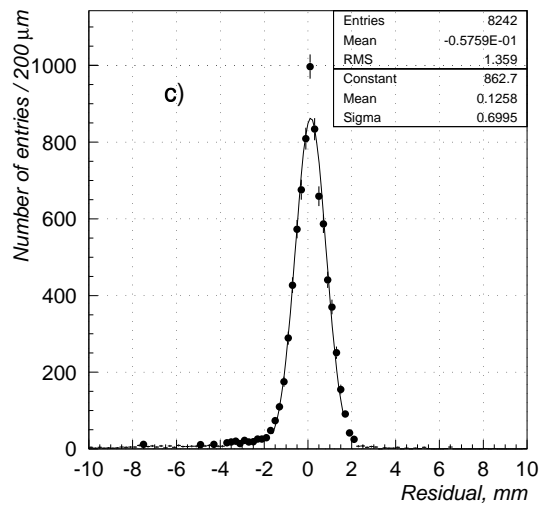 Entries 8242
Mean -0.5759E-01
RMS 1.359
Constant 862.7
Mean 0.1258
Sigma 0.6995
c)
Number of entries / 200 μm
1000
800
600
400
200
0
-10 -8 -6 -4 -2 0 2 4 6 8 10
Residual, mm